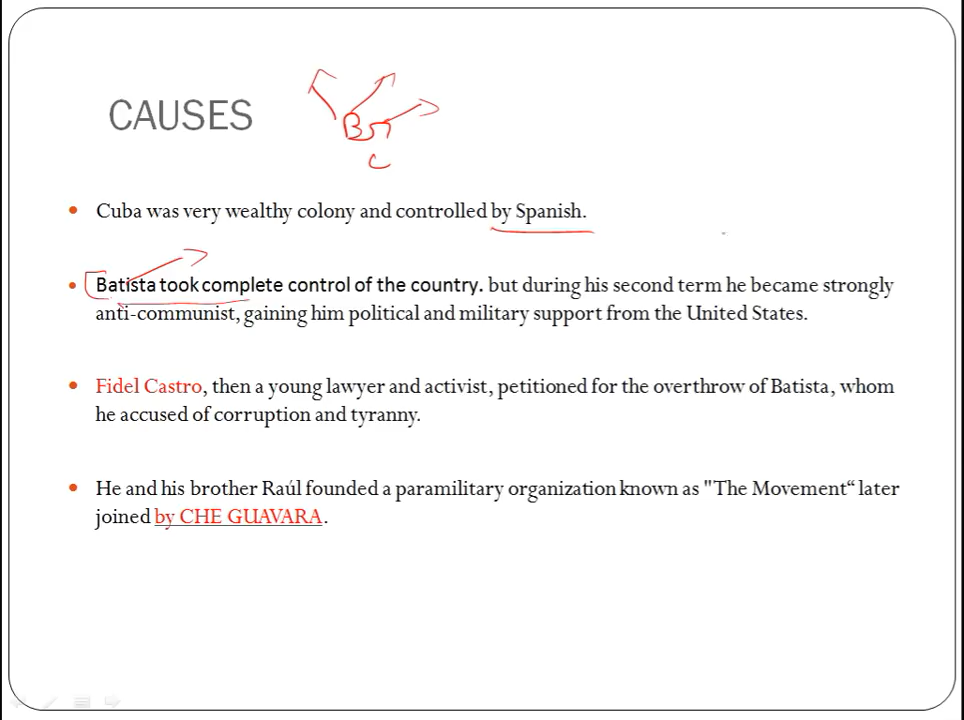 CAUSES
• Cuba was very wealthy colony and controlled by Spanish.
• Batista took complete control of the country. but during his second term he became strongly
anti-communist, gaining him political and military support from the United States.
• Fidel Castro, then a young lawyer and activist, petitioned for the overthrow of Batista, whom
he accused of corruption and tyranny.
• He and his brother Raúl founded a paramilitary organization known as "The Movement“ later
joined by CHE GUAVARA.